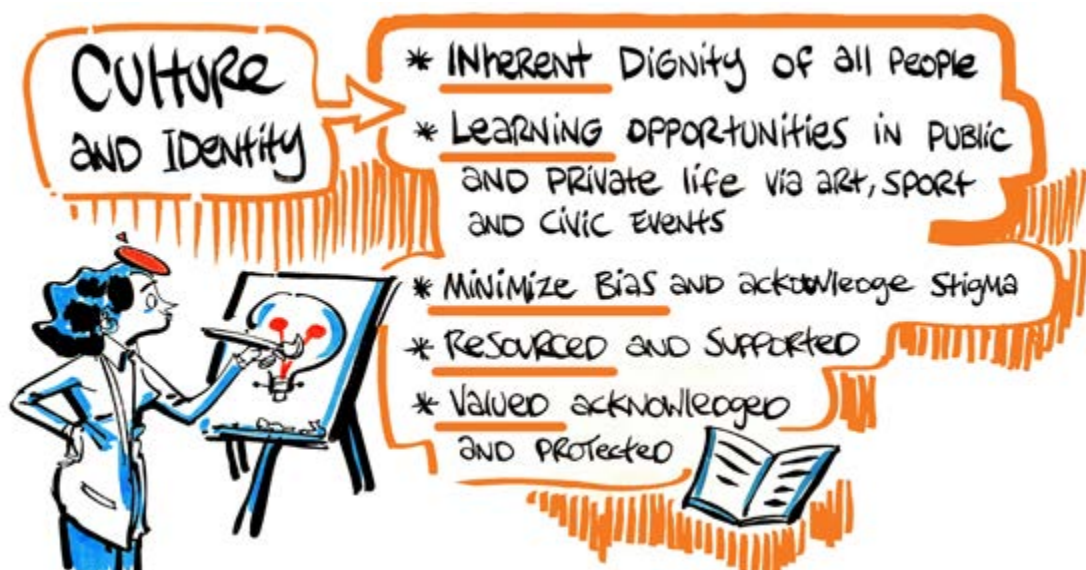 Culture
and Identity
* Inherent Dignity of all People
* Learning opportunities in public
and private life via art, sport
and civic events
* Minimize Bias and acknowledge stigma
* Resourced and supported
* Valued acknowledged
and protected